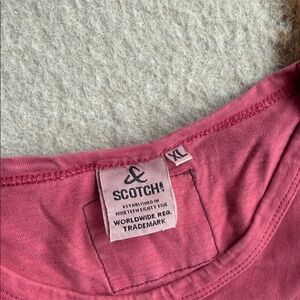 SCOTCH!
ESTABLISHED IN
NINETEEN EIGHTY FIVE
WORLDWIDE REG.
TRADEMARK
XL